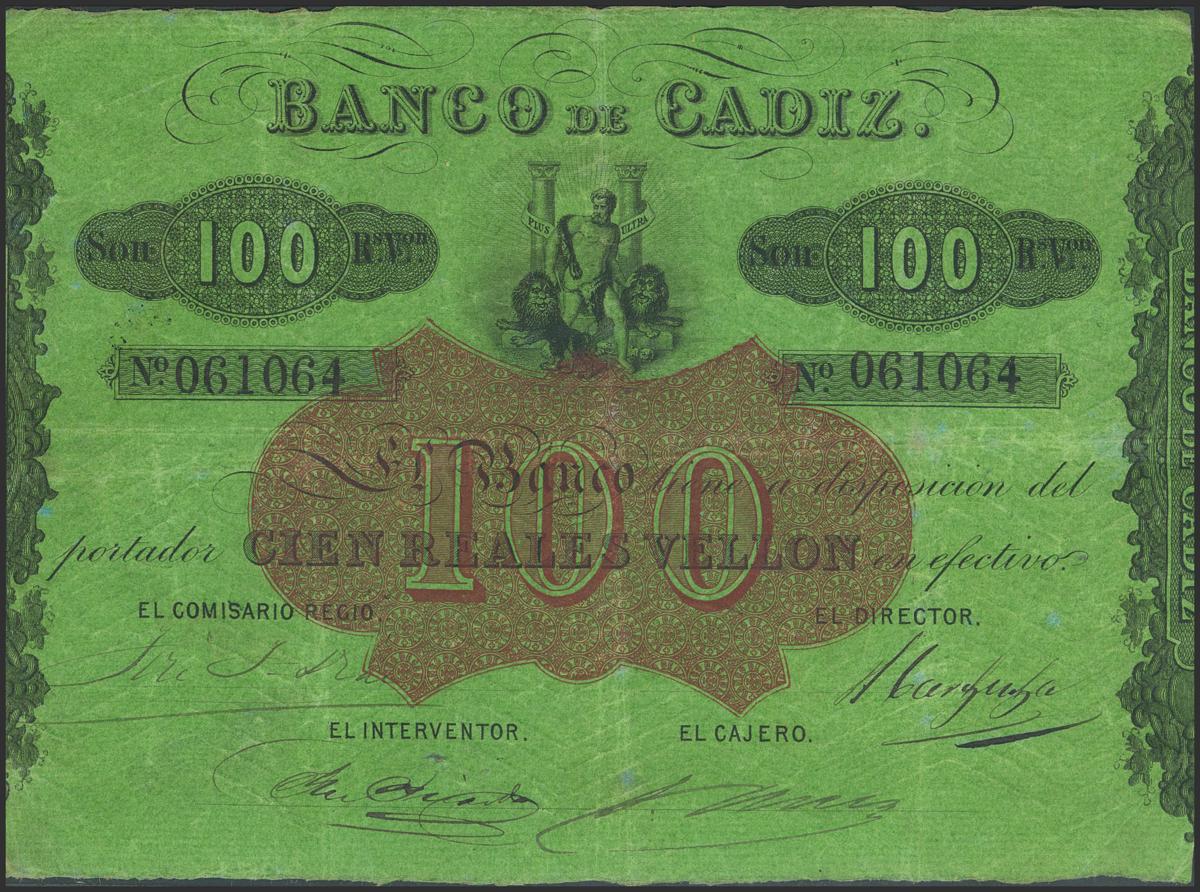 BANCO DE CADIZ.
PLUS ULTRA
Son 100 Rs. Von
Son 100 Rs. Von
No. 061064
No. 061064
100
El Banco tiene a disposicion del
portador CIEN REALES VELLON en efectivo.
EL COMISARIO REGIO.
EL DIRECTOR.
EL INTERVENTOR.
EL CAJERO.
BANCO DE CADIZ